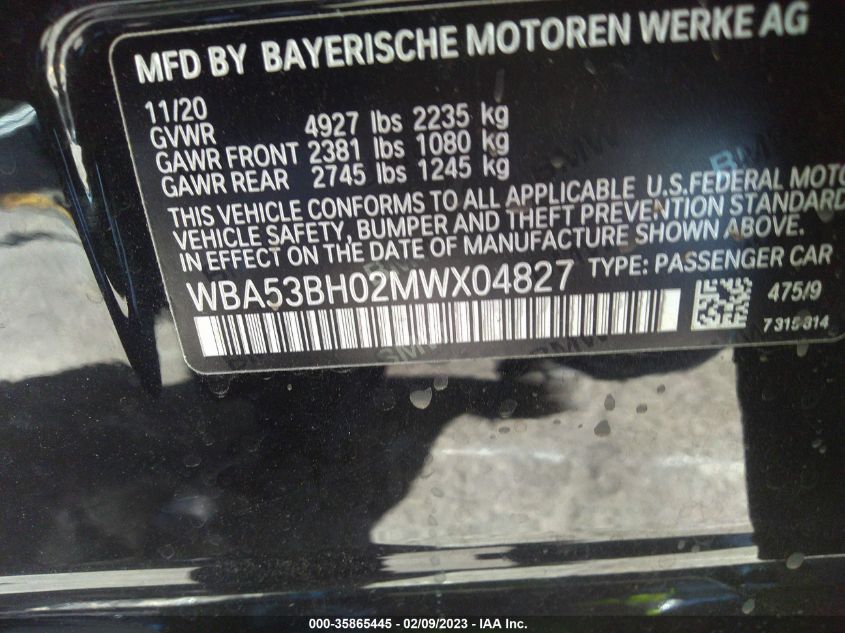 MFD BY BAYERISCHE MOTOREN WERKE AG
11/20
GVWR 4927 lbs 2235 kg
GAWR FRONT 2381 lbs 1080 kg
GAWR REAR 2745 lbs 1245 kg
THIS VEHICLE CONFORMS TO ALL APPLICABLE U.S.FEDERAL MOTO
VEHICLE SAFETY, BUMPER AND THEFT PREVENTION STANDARD
IN EFFECT ON THE DATE OF MANUFACTURE SHOWN ABOVE.
WBA53BH02MWX04827 TYPE: PASSENGER CAR
475/9
7315814
BMW BMW
000-35865445 - 02/09/2023 - IAA Inc.